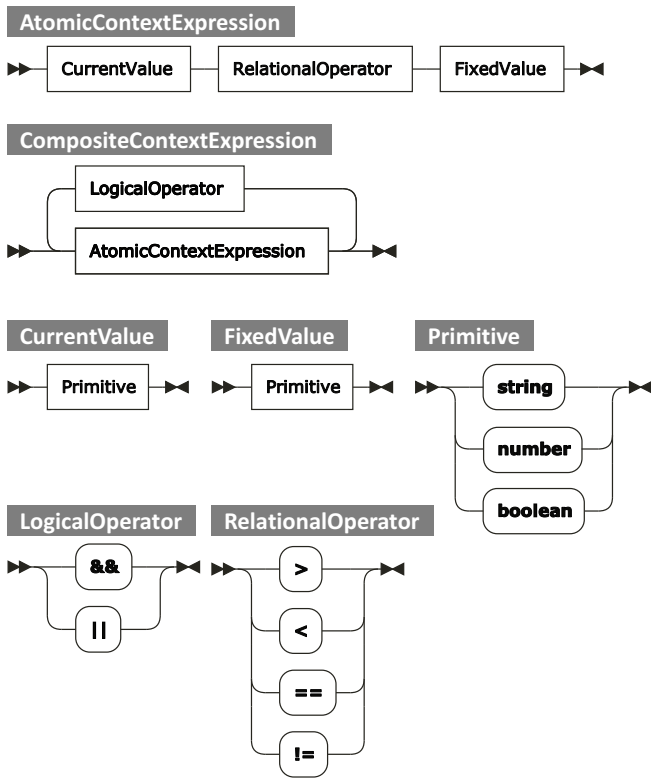 AtomicContextExpression
CurrentValue RelationalOperator FixedValue
CompositeContextExpression
LogicalOperator
AtomicContextExpression
CurrentValue FixedValue Primitive
Primitive Primitive string
number
boolean
LogicalOperator RelationalOperator
&& >
|| <
==
!=